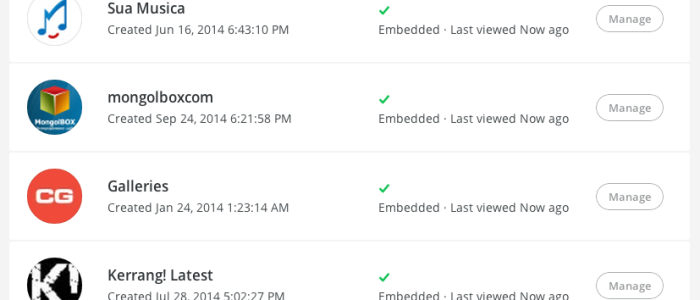 Sua Musica
Created Jun 16, 2014 6:43:10 PM
Embedded · Last viewed Now ago
Manage
mongolboxcom
Created Sep 24, 2014 6:21:58 PM
Embedded · Last viewed Now ago
Manage
MongolBOX
Galleries
Created Jan 24, 2014 1:23:14 AM
Embedded · Last viewed Now ago
Manage
CG
Kerrang! Latest
Created Jul 28, 2014 5:02:27 PM
Embedded · Last viewed Now ago
Manage
K!